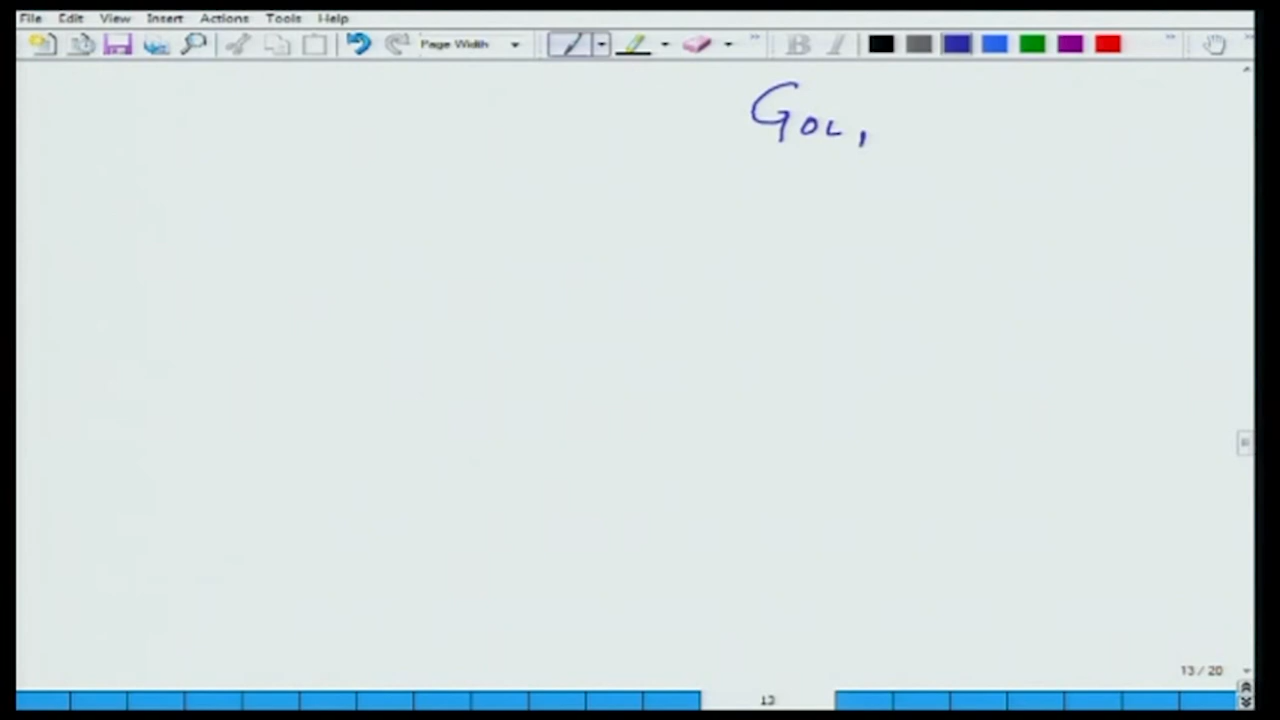 File Edit View Insert Actions Tools Help
Page Width
B I
GOL,
13 / 20
13